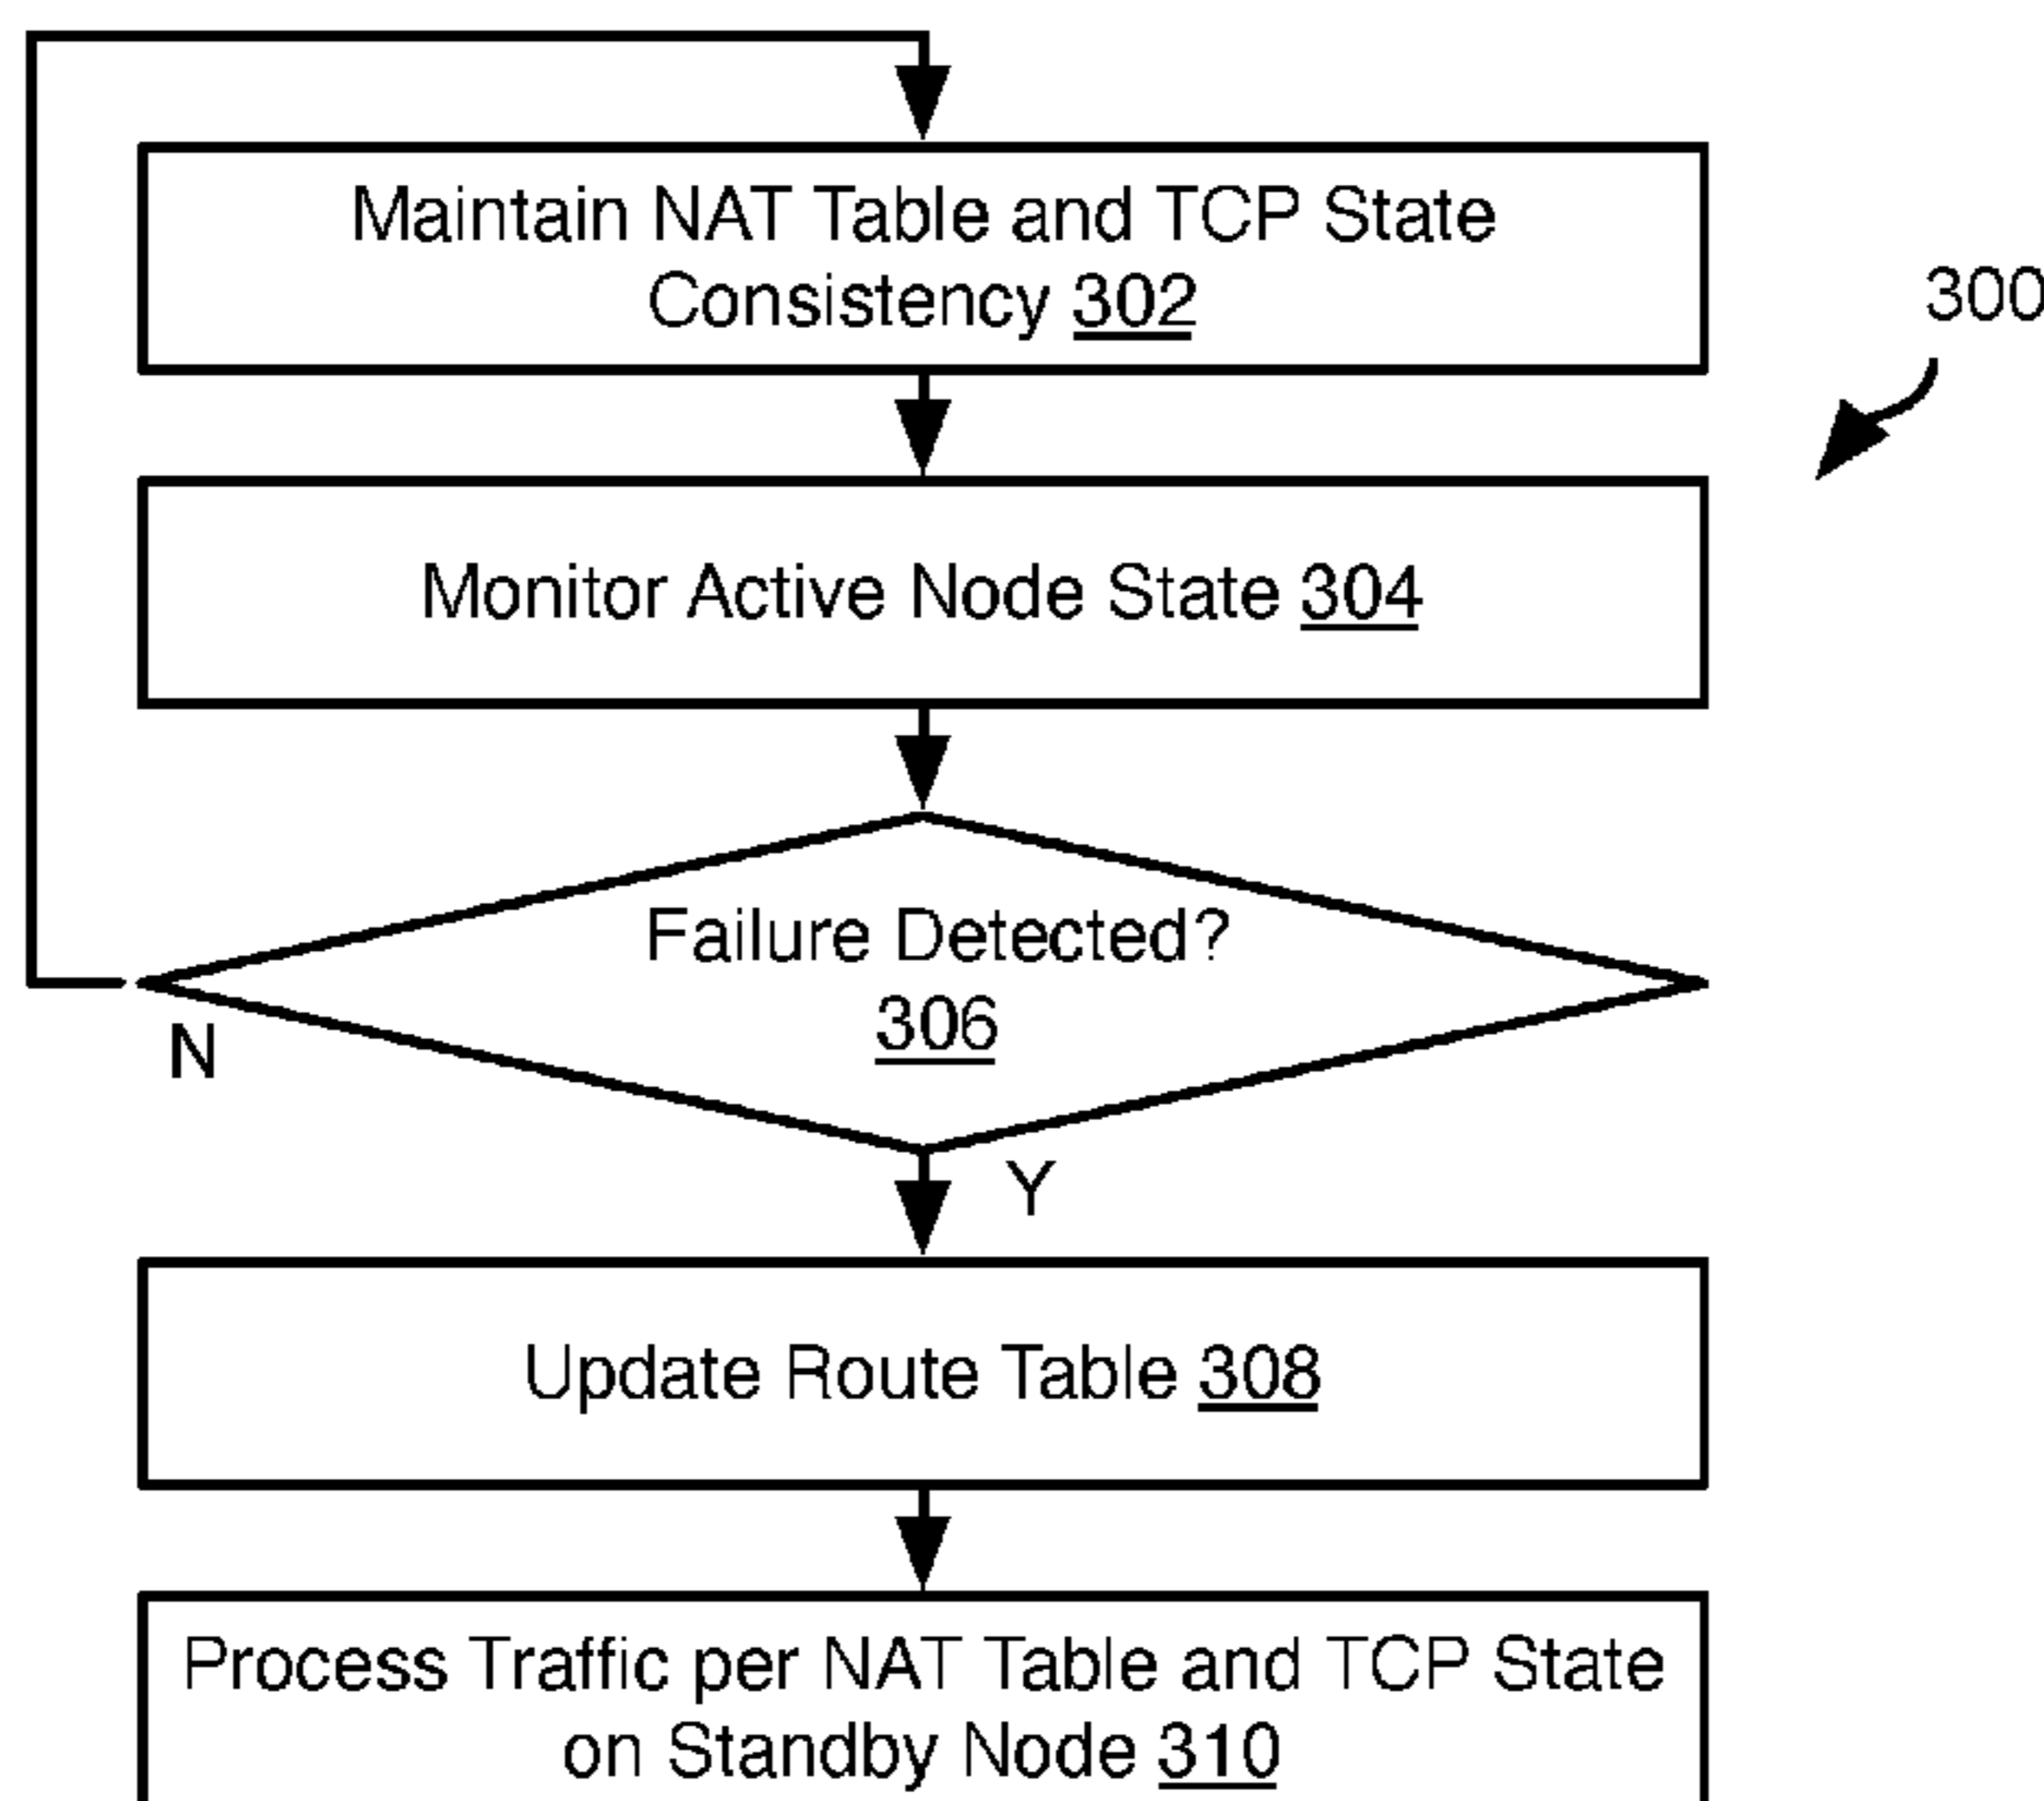 Maintain NAT Table and TCP State
Consistency 302
300
Monitor Active Node State 304
Failure Detected?
306
N
Y
Update Route Table 308
Process Traffic per NAT Table and TCP State
on Standby Node 310